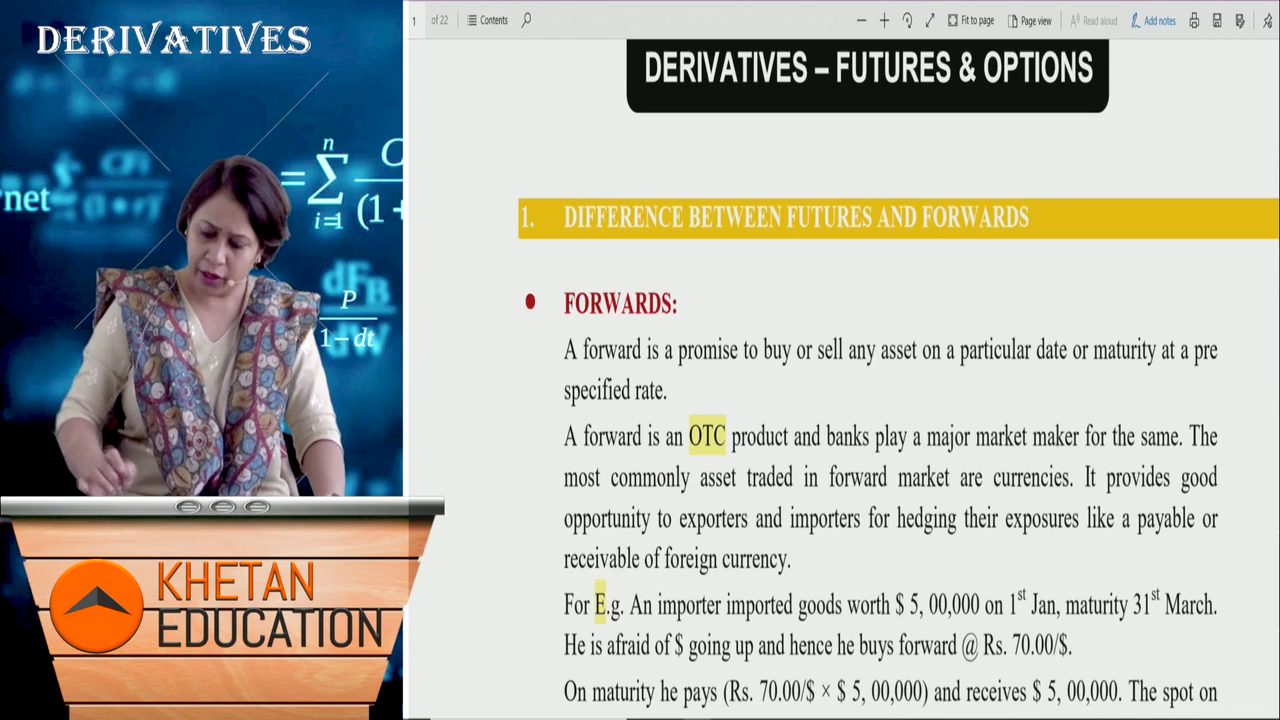 DERIVATIVES
1 of 22 Contents Fit to page Page view Read aloud Add notes
DERIVATIVES – FUTURES & OPTIONS
1. DIFFERENCE BETWEEN FUTURES AND FORWARDS
• FORWARDS:
A forward is a promise to buy or sell any asset on a particular date or maturity at a pre
specified rate.
A forward is an OTC product and banks play a major market maker for the same. The
most commonly asset traded in forward market are currencies. It provides good
opportunity to exporters and importers for hedging their exposures like a payable or
receivable of foreign currency.
For E.g. An importer imported goods worth $ 5, 00,000 on 1st Jan, maturity 31st March.
He is afraid of $ going up and hence he buys forward @ Rs. 70.00/$.
On maturity he pays (Rs. 70.00/$ × $ 5, 00,000) and receives $ 5, 00,000. The spot on
net
= n∑i=1
(1+
dFB
dW
P
1-dt
KHETAN
EDUCATION